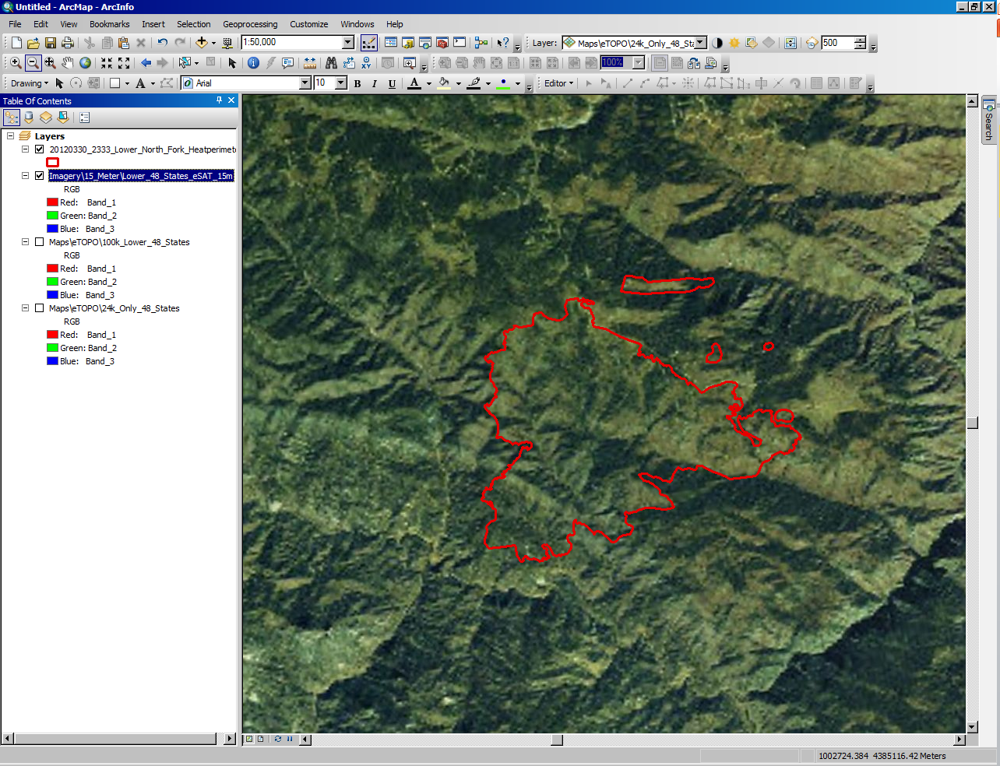 Untitled - ArcMap - ArcInfo
File Edit View Bookmarks Insert Selection Geoprocessing Customize Windows Help
1:50,000 Layer: Maps\eTOPO\24k_Only_48_Sta 500
100%
Drawing A Arial 10 B I U A Editor
Table Of Contents
Layers
20120330_2333_Lower_North_Fork_Heatperimet
Imagery\15_Meter\Lower_48_States_eSAT_15m
RGB
Red: Band_1
Green: Band_2
Blue: Band_3
Maps\eTOPO\100k_Lower_48_States
RGB
Red: Band_1
Green: Band_2
Blue: Band_3
Maps\eTOPO\24k_Only_48_States
RGB
Red: Band_1
Green: Band_2
Blue: Band_3
Search
1002724.384 4385116.42 Meters